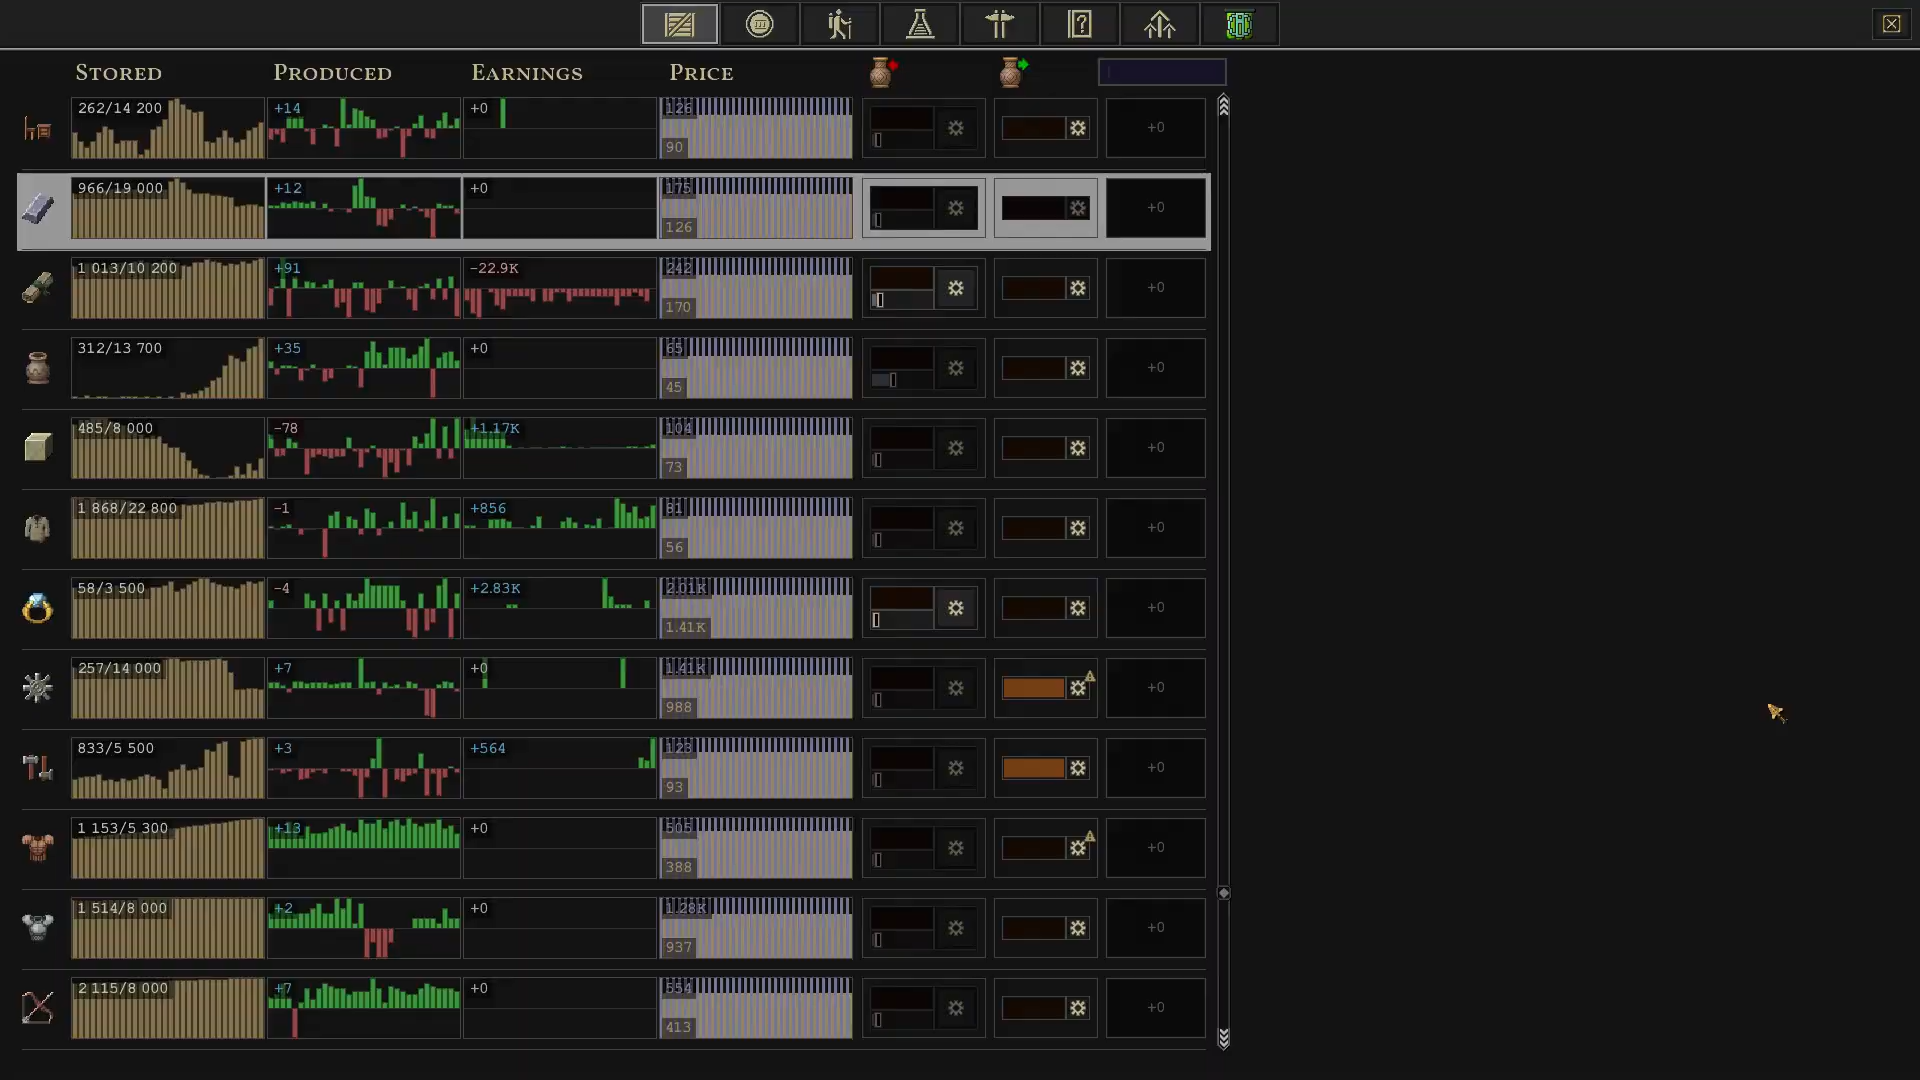 STORED PRODUCED EARNINGS PRICE
262/14 200 +14 +0 126 +0
90
966/19 000 +12 +0 175 +0
126
1 013/10 200 +91 -22.9K 242 +0
170
312/13 700 +35 +0 65 +0
45
485/8 000 -78 +1.17K 104 +0
73
1 868/22 800 -1 +856 81 +0
56
58/3 500 -4 +2.83K 2.01K +0
1.41K
257/14 000 +7 +0 1.41K +0
988
833/5 500 +3 +564 123 +0
93
1 153/5 300 +13 +0 505 +0
388
1 514/8 000 +2 +0 1.28K +0
937
2 115/8 000 +7 +0 554 +0
413